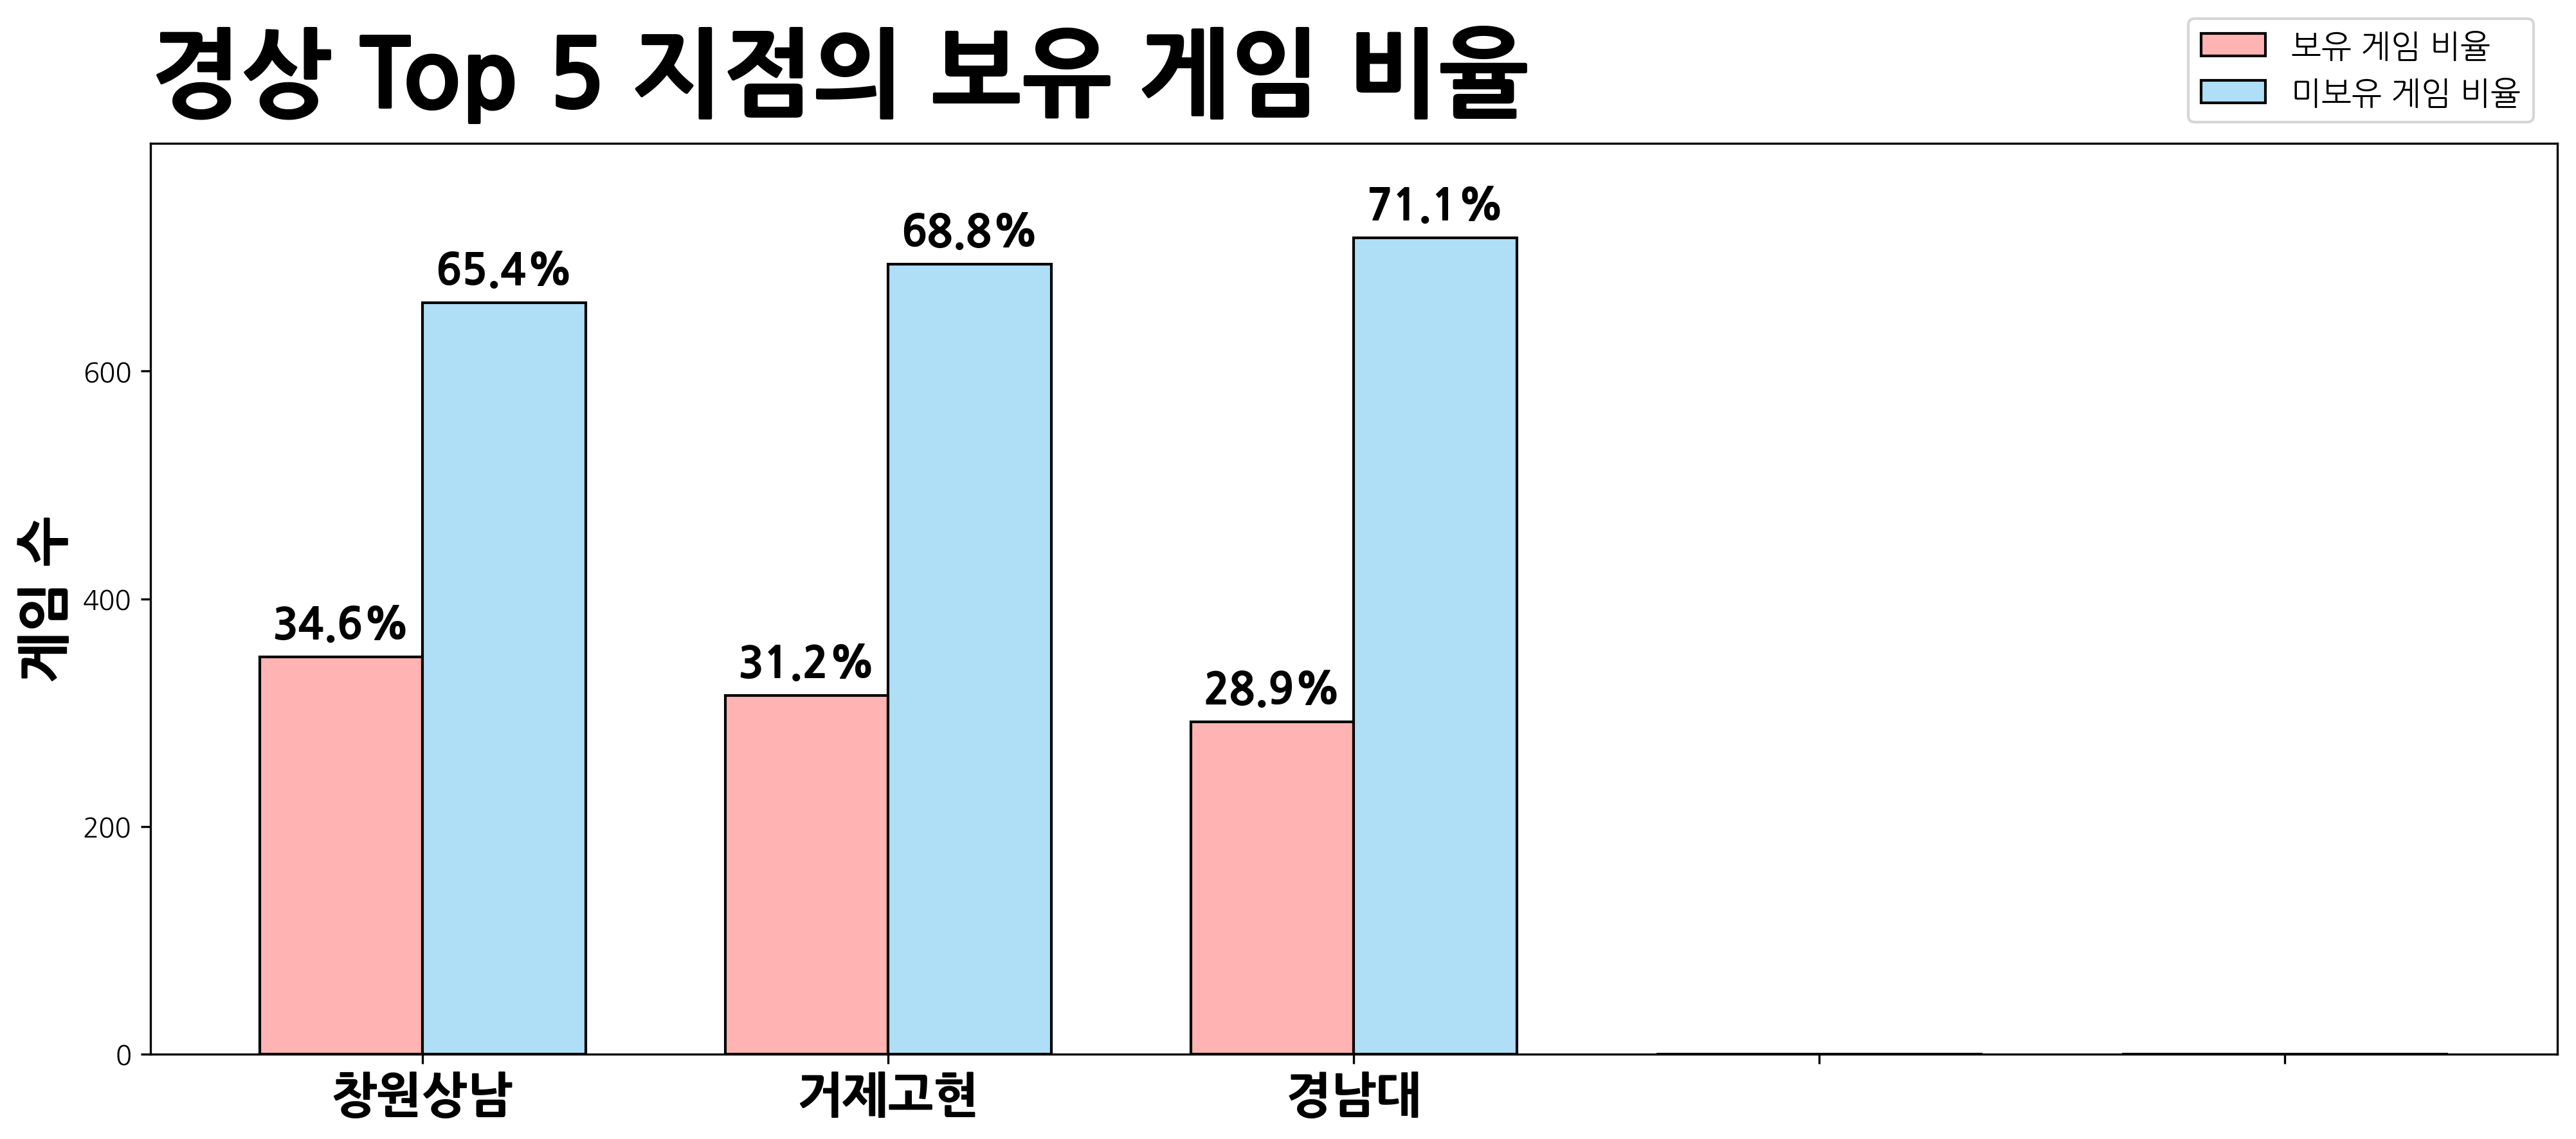 경상 Top 5 지점의 보유 게임 비율
보유 게임 비율
미보유 게임 비율
게임 수
600
400
200
0
34.6%
65.4%
31.2%
68.8%
28.9%
71.1%
창원상남
거제고현
경남대